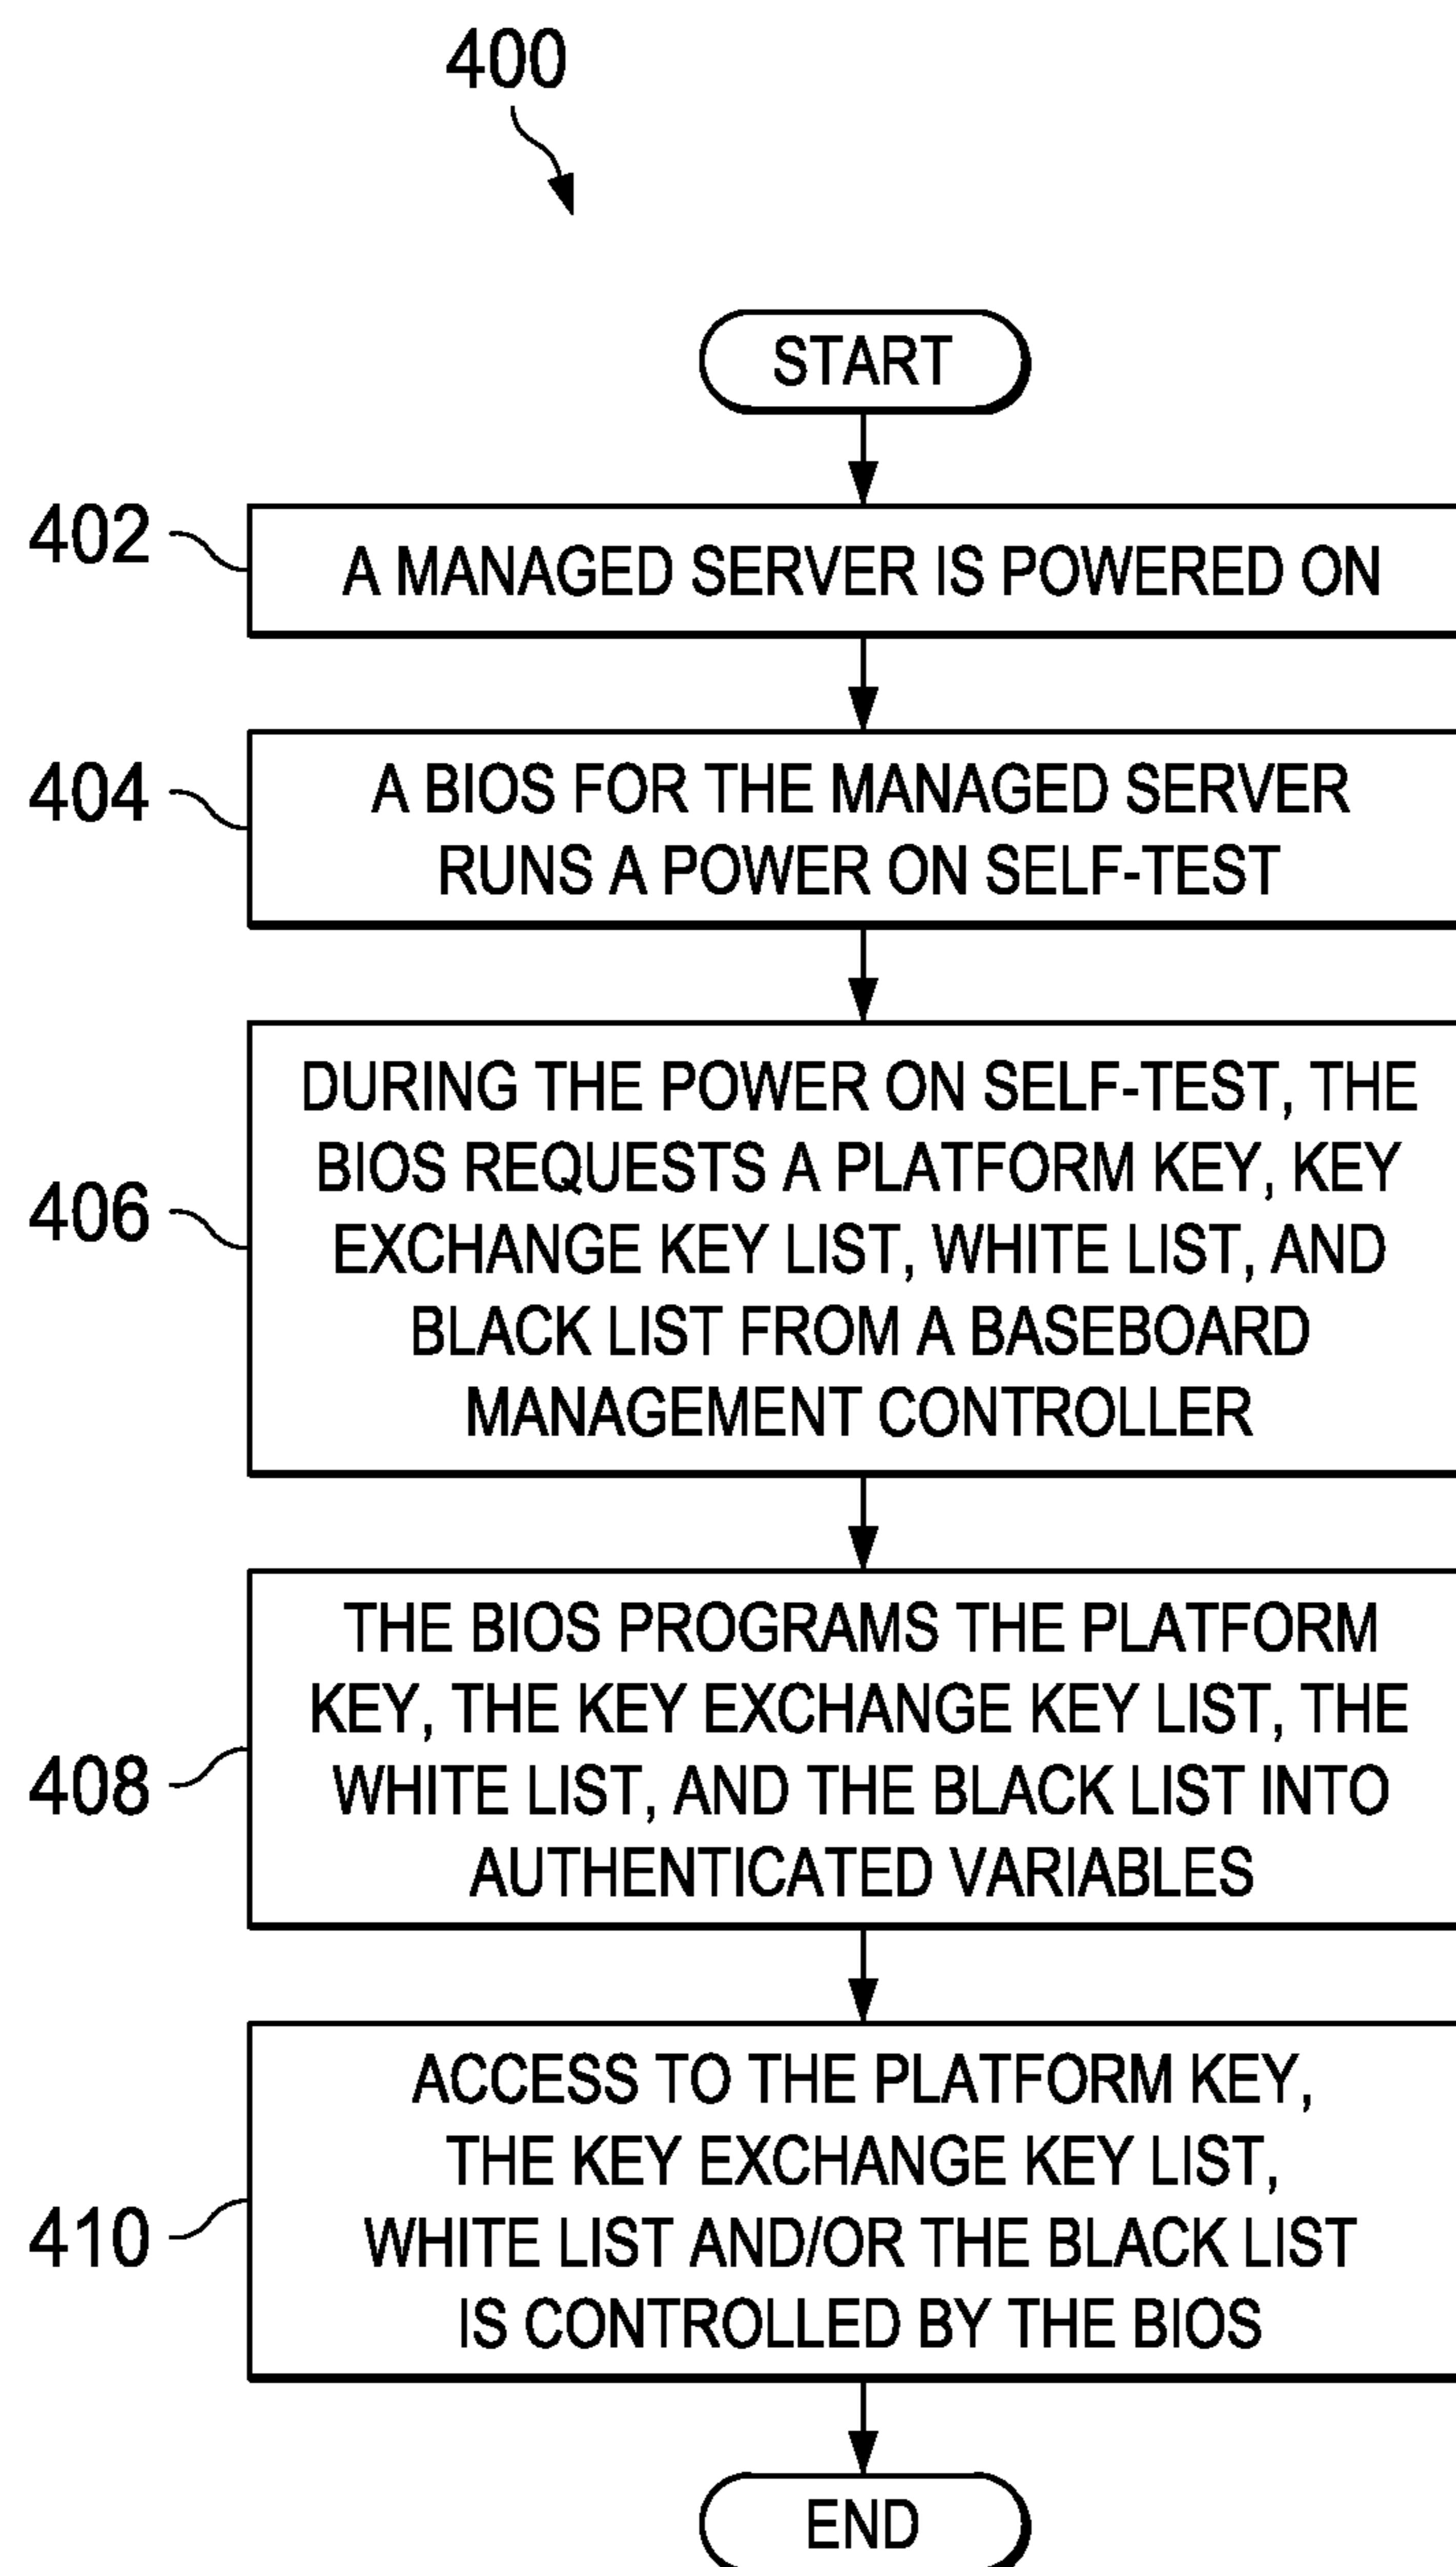 400
START
402
A MANAGED SERVER IS POWERED ON
404
A BIOS FOR THE MANAGED SERVER
RUNS A POWER ON SELF-TEST
406
DURING THE POWER ON SELF-TEST, THE
BIOS REQUESTS A PLATFORM KEY, KEY
EXCHANGE KEY LIST, WHITE LIST, AND
BLACK LIST FROM A BASEBOARD
MANAGEMENT CONTROLLER
408
THE BIOS PROGRAMS THE PLATFORM
KEY, THE KEY EXCHANGE KEY LIST, THE
WHITE LIST, AND THE BLACK LIST INTO
AUTHENTICATED VARIABLES
410
ACCESS TO THE PLATFORM KEY,
THE KEY EXCHANGE KEY LIST,
WHITE LIST AND/OR THE BLACK LIST
IS CONTROLLED BY THE BIOS
END